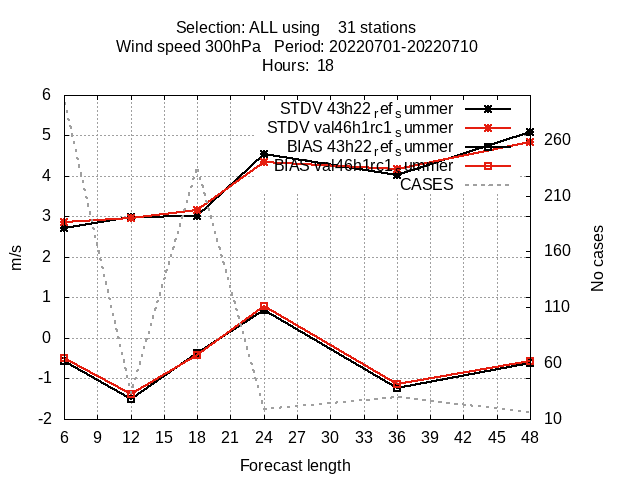 Selection: ALL using    31 stations
Wind speed 300hPa   Period: 20220701-20220710
Hours:  18
STDV 43h22_ref_summer
STDV val46h1rc1_summer
BIAS 43h22_ref_summer
BIAS val46h1rc1_summer
CASES
6
5
4
3
2
1
0
-1
-2
m/s
260
210
160
110
60
10
No cases
6 9 12 15 18 21 24 27 30 33 36 39 42 45 48
Forecast length